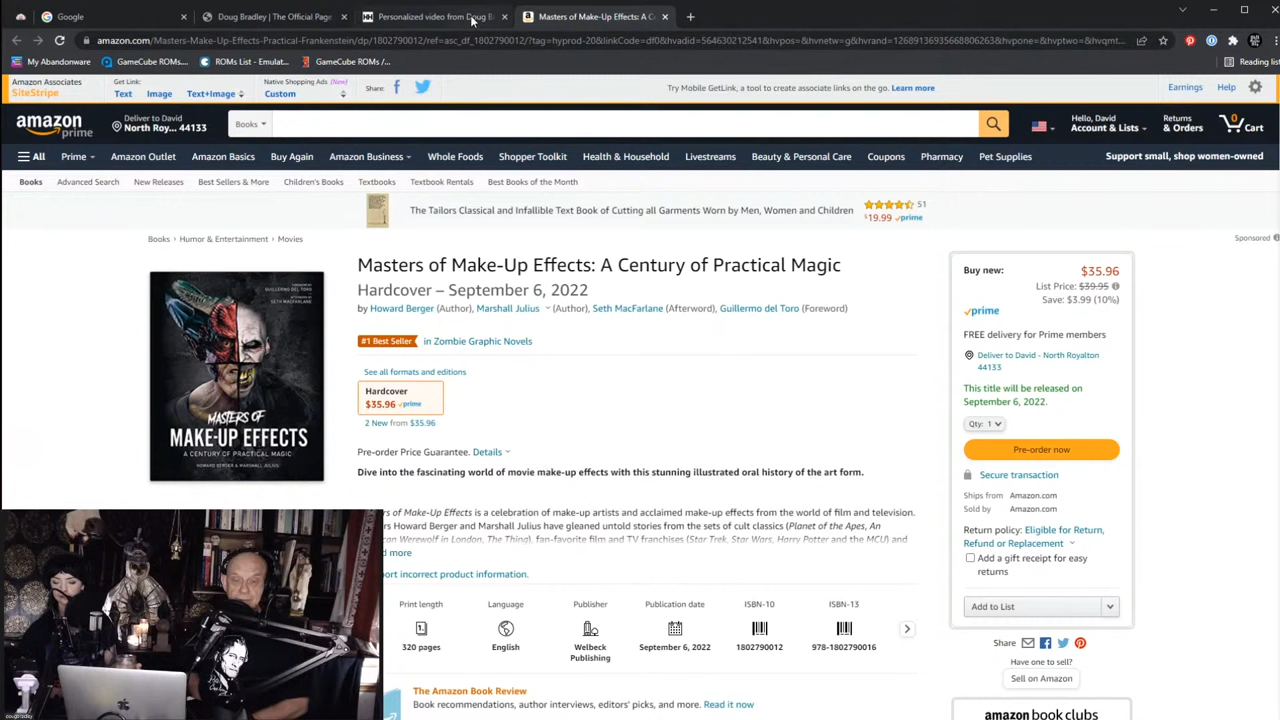 Google
Doug Bradley | The Official Page
Personalized video from Doug B
Masters of Make-Up Effects: A C
amazon.com/Masters-Make-Up-Effects-Practical-Frankenstein/dp/1802790012/ref=asc_df_1802790012/?tag=hyprod-20&linkCode=df0&hvadid=564630212541&hvpos=&hvnetw=g&hvrand=12689136935668806263&hvpone=&hvptwo=&hvqmt...
My Abandonware
GameCube ROMs...
ROMs List - Emulat...
GameCube ROMs /...
Reading list
Amazon Associates
SiteStripe
Get Link:
Text
Image
Text+Image
Native Shopping Ads (New)
Custom
Share:
Try Mobile GetLink, a tool to create associate links on the go. Learn more
Earnings
Help
amazon
prime
Deliver to David
North Roy... 44133
Books
Hello, David
Account & Lists
Returns
& Orders
0
Cart
All
Prime
Amazon Outlet
Amazon Basics
Buy Again
Amazon Business
Whole Foods
Shopper Toolkit
Health & Household
Livestreams
Beauty & Personal Care
Coupons
Pharmacy
Pet Supplies
Support small, shop women-owned
Books
Advanced Search
New Releases
Best Sellers & More
Children's Books
Textbooks
Textbook Rentals
Best Books of the Month
The Tailors Classical and Infallible Text Book of Cutting all Garments Worn by Men, Women and Children
51
$19.99 prime
Sponsored
Books › Humor & Entertainment › Movies
FOREWORD BY
GUILLERMO DEL TORO
AFTERWORD BY
SETH MACFARLANE
MASTERS OF
MAKE-UP EFFECTS
A CENTURY OF PRACTICAL MAGIC
HOWARD BERGER & MARSHALL JULIUS
Masters of Make-Up Effects: A Century of Practical Magic
Hardcover – September 6, 2022
by Howard Berger (Author), Marshall Julius (Author), Seth MacFarlane (Afterword), Guillermo del Toro (Foreword)
#1 Best Seller in Zombie Graphic Novels
See all formats and editions
Hardcover
$35.96 prime
2 New from $35.96
Pre-order Price Guarantee. Details
Dive into the fascinating world of movie make-up effects with this stunning illustrated oral history of the art form.
rs of Make-Up Effects is a celebration of make-up artists and acclaimed make-up effects from the world of film and television.
rs Howard Berger and Marshall Julius have gleaned untold stories from the sets of cult classics (Planet of the Apes, An
can Werewolf in London, The Thing), fan-favorite film and TV franchises (Star Trek, Star Wars, Harry Potter and the MCU) and
d more
port incorrect product information.
Print length
320 pages
Language
English
Publisher
Welbeck
Publishing
Publication date
September 6, 2022
ISBN-10
1802790012
ISBN-13
978-1802790016
The Amazon Book Review
Book recommendations, author interviews, editors' picks, and more. Read it now
Buy new:
$35.96
List Price: $39.95
Save: $3.99 (10%)
prime
FREE delivery for Prime members
Deliver to David - North Royalton
44133
This title will be released on
September 6, 2022.
Qty: 1
Pre-order now
Secure transaction
Ships from Amazon.com
Sold by Amazon.com
Return policy: Eligible for Return,
Refund or Replacement
Add a gift receipt for easy
returns
Add to List
Share
Have one to sell?
Sell on Amazon
amazon book clubs
dougbradley